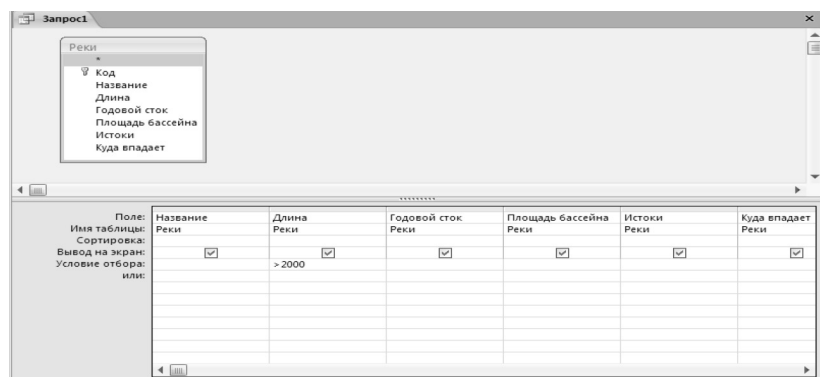 Запрос1
Реки
*
Код
Название
Длина
Годовой сток
Площадь бассейна
Истоки
Куда впадает
Поле: Название Длина Годовой сток Площадь бассейна Истоки Куда впадает
Имя таблицы: Реки Реки Реки Реки Реки Реки
Сортировка:
Вывод на экран:
Условие отбора: >2000
или: